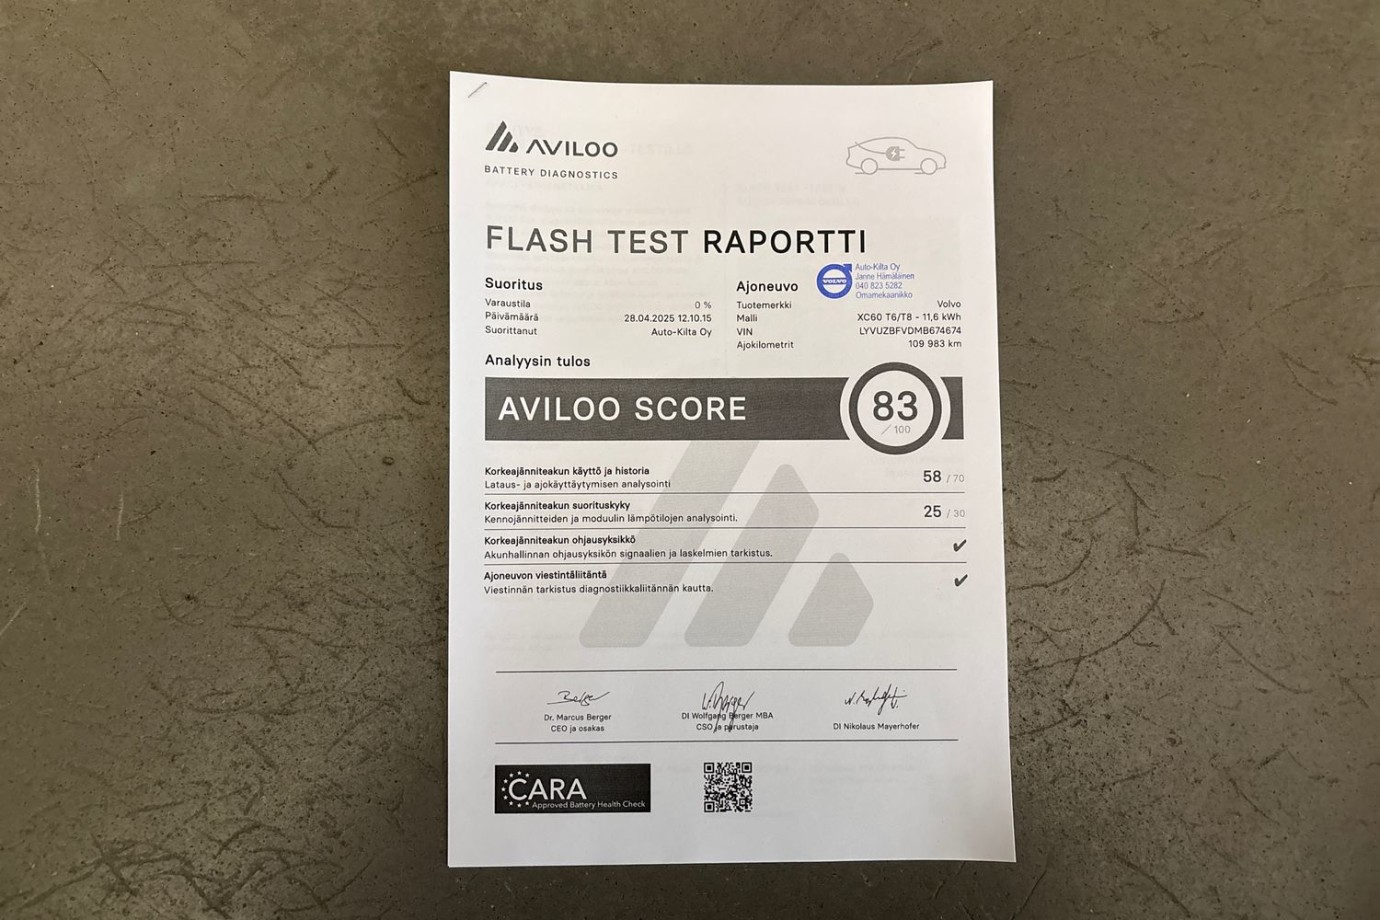 AVILOO
BATTERY DIAGNOSTICS
FLASH TEST RAPORTTI
Suoritus
Varaustila 0 %
Päivämäärä 28.04.2025 12.10.15
Suorittanut Auto-Kilta Oy
Ajoneuvo
VOLVO
Auto-Kilta Oy
Janne Hämäläinen
040 823 5282
Omamekaanikko
Tuotemerkki Volvo
Malli XC60 T6/T8 - 11,6 kWh
VIN LYVUZBFVDMB674674
Ajokilometrit 109 983 km
Analyysin tulos
AVILOO SCORE 83 / 100
Korkeajänniteakun käyttö ja historia
Lataus- ja ajokäyttäytymisen analysointi 58 / 70
Korkeajänniteakun suorituskyky
Kennojännitteiden ja moduulin lämpötilojen analysointi. 25 / 30
Korkeajänniteakun ohjausyksikkö
Akunhallinnan ohjausyksikön signaalien ja laskelmien tarkistus. ✔
Ajoneuvon viestintäliitäntä
Viestinnän tarkistus diagnostiikkaliitännän kautta. ✔
Dr. Marcus Berger
CEO ja osakas
DI Wolfgang Berger MBA
CSO ja perustaja
DI Nikolaus Mayerhofer
CARA
Approved Battery Health Check